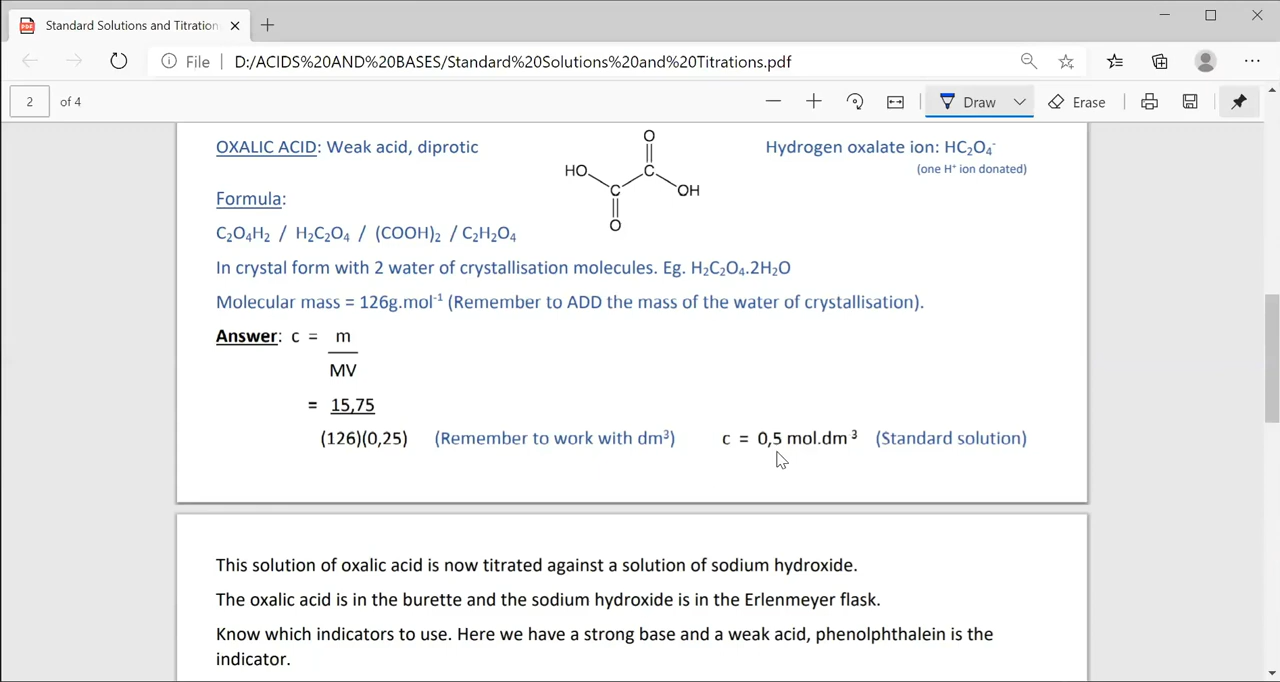 Standard Solutions and Titration
File
D:/ACIDS%20AND%20BASES/Standard%20Solutions%20and%20Titrations.pdf
2 of 4
Draw
Erase
OXALIC ACID: Weak acid, diprotic
O
HO
C
C
OH
O
Hydrogen oxalate ion: HC₂O₄⁻
(one H⁺ ion donated)
Formula:
C₂O₄H₂ / H₂C₂O₄ / (COOH)₂ / C₂H₂O₄
In crystal form with 2 water of crystallisation molecules. Eg. H₂C₂O₄.2H₂O
Molecular mass = 126g.mol⁻¹ (Remember to ADD the mass of the water of crystallisation).
Answer: c = m
MV
= 15,75
(126)(0,25) (Remember to work with dm³) c = 0,5 mol.dm ³ (Standard solution)
This solution of oxalic acid is now titrated against a solution of sodium hydroxide.
The oxalic acid is in the burette and the sodium hydroxide is in the Erlenmeyer flask.
Know which indicators to use. Here we have a strong base and a weak acid, phenolphthalein is the
indicator.